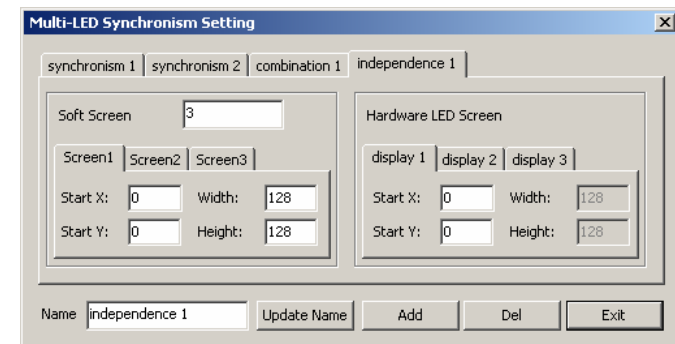 Multi-LED Synchronism Setting
synchronism 1 synchronism 2 combination 1 independence 1
Soft Screen 3
Screen1 Screen2 Screen3
Start X: 0 Width: 128
Start Y: 0 Height: 128
Hardware LED Screen
display 1 display 2 display 3
Start X: 0 Width: 128
Start Y: 0 Height: 128
Name independence 1 Update Name Add Del Exit